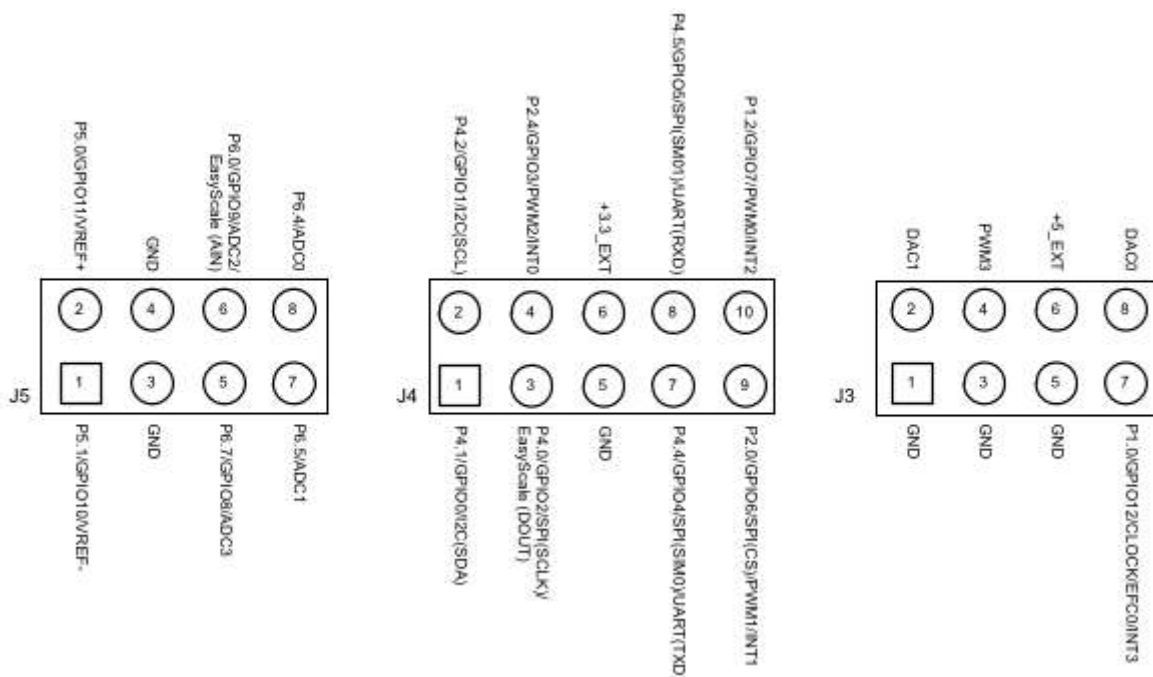 P5.0/GPIO11/VREF+
GND
P6.0/GPIO9/ADC2/
EasyScale (AIN)
P6.4/ADC0
2
4
6
8
1
3
5
7
J5
P5.1/GPIO10/VREF-
GND
P6.7/GPIO8/ADC3
P6.5/ADC1
P4.2/GPIO1/I2C(SCL)
P2.4/GPIO3/PWM2/INT0
+3.3_EXT
P4.5/GPIO5/SPI(SM01)/UART(RXD)
P1.2/GPIO7/PWM0/INT2
2
4
6
8
10
1
3
5
7
9
J4
P4.1/GPIO0/I2C(SDA)
P4.0/GPIO2/SPI(SCLK)/
EasyScale (DOUT)
GND
P4.4/GPIO4/SPI(SIM0)/UART(TXD
P2.0/GPIO6/SPI(CS)/PWM1/INT1
DAC1
PWM3
+5_EXT
DAC0
2
4
6
8
1
3
5
7
J3
GND
GND
GND
P1.0/GPIO12/CLOCK/EFC0/INT3